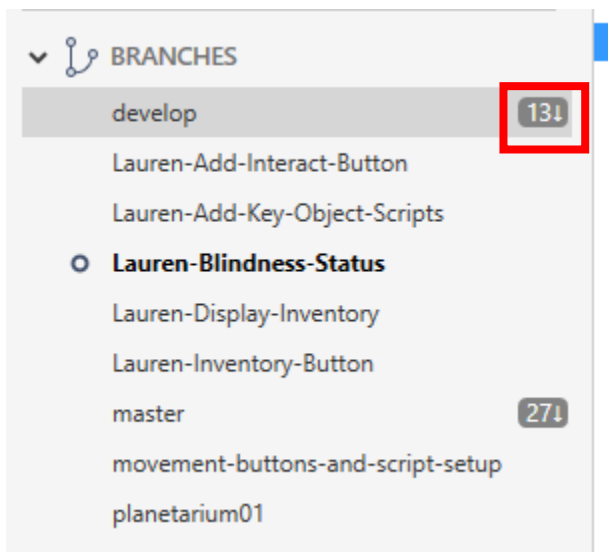 BRANCHES
develop 13↓
Lauren-Add-Interact-Button
Lauren-Add-Key-Object-Scripts
Lauren-Blindness-Status
Lauren-Display-Inventory
Lauren-Inventory-Button
master 27↓
movement-buttons-and-script-setup
planetarium01